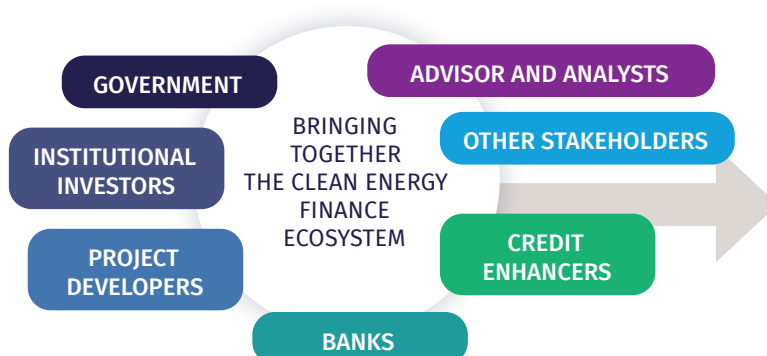 GOVERNMENT
ADVISOR AND ANALYSTS
BRINGING
TOGETHER
THE CLEAN ENERGY
FINANCE
ECOSYSTEM
OTHER STAKEHOLDERS
INSTITUTIONAL
INVESTORS
PROJECT
DEVELOPERS
CREDIT
ENHANCERS
BANKS